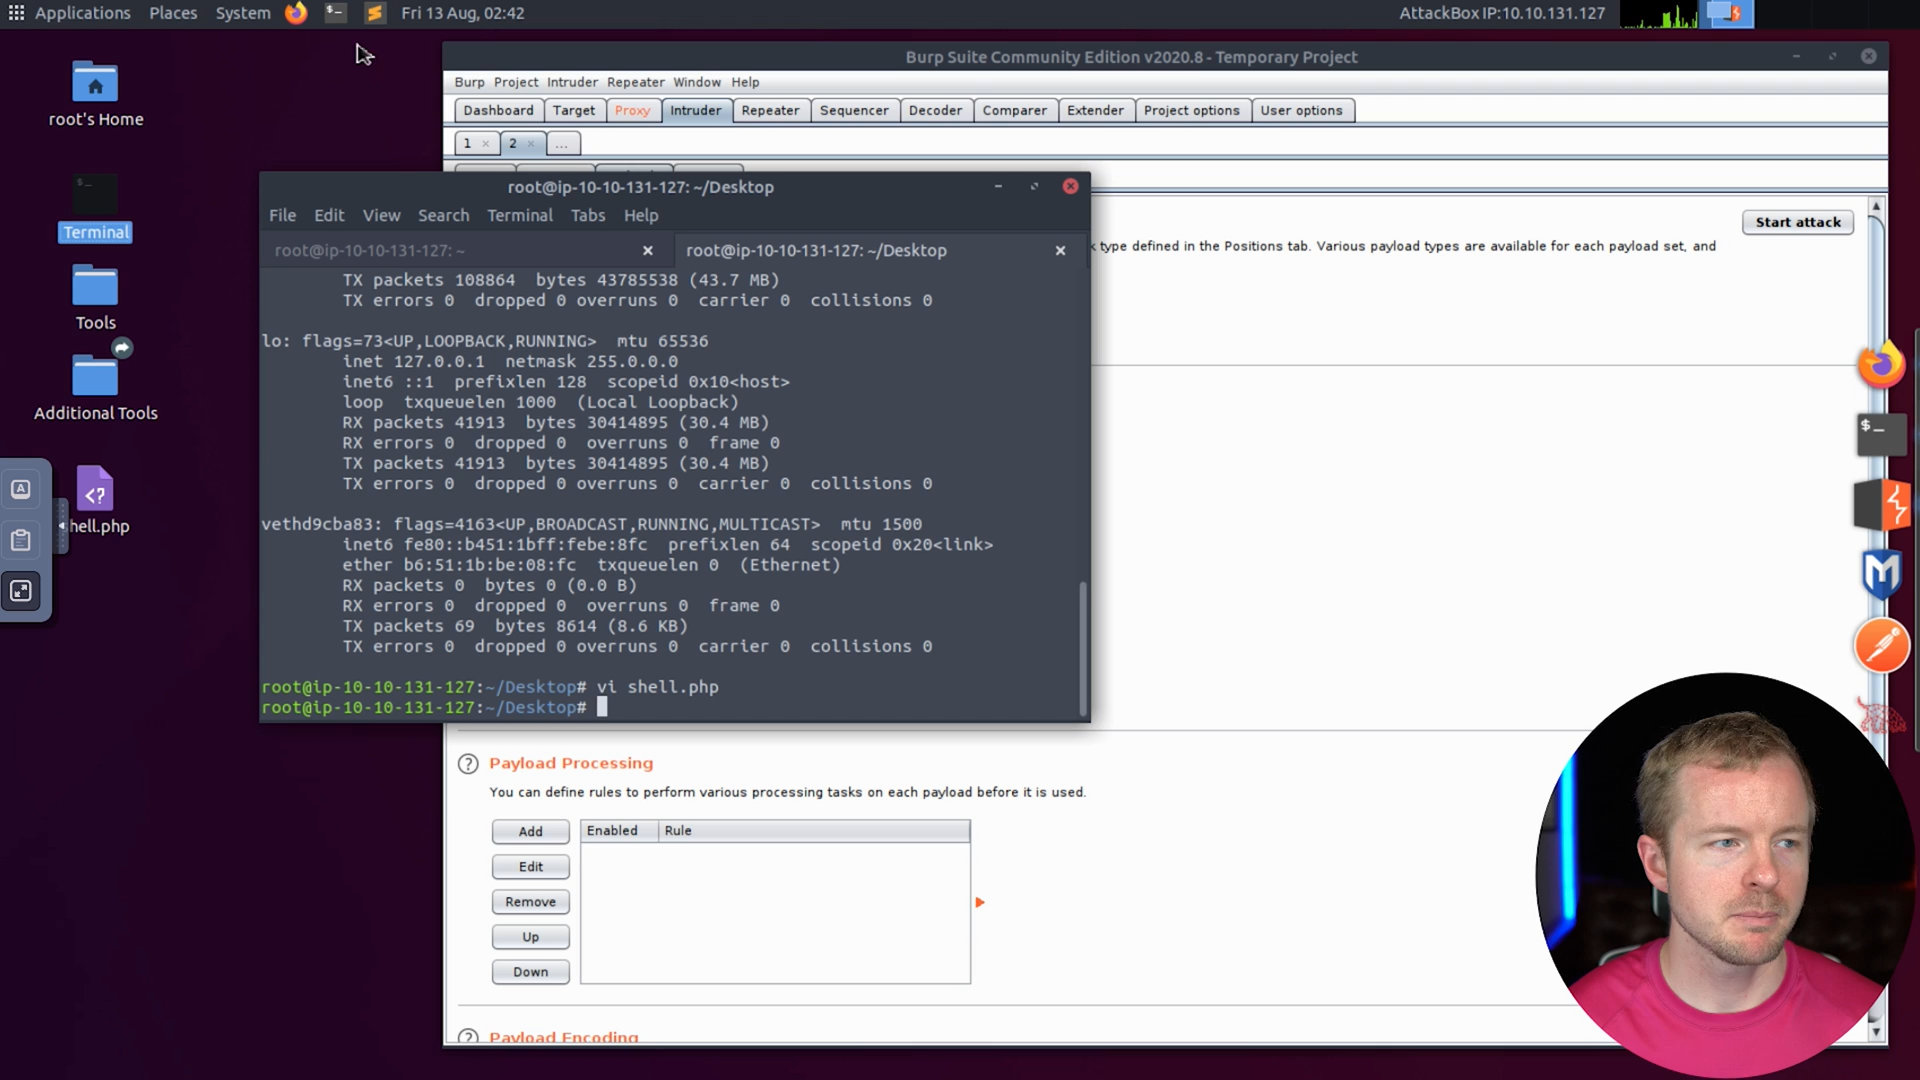 Applications Places System Fri 13 Aug, 02:42 AttackBox IP:10.10.131.127
root's Home
Terminal
Tools
Additional Tools
hell.php
Burp Suite Community Edition v2020.8 - Temporary Project
Burp Project Intruder Repeater Window Help
Dashboard Target Proxy Intruder Repeater Sequencer Decoder Comparer Extender Project options User options
1 × 2 × ...
Start attack
k type defined in the Positions tab. Various payload types are available for each payload set, and
root@ip-10-10-131-127: ~/Desktop
File Edit View Search Terminal Tabs Help
root@ip-10-10-131-127: ~ × root@ip-10-10-131-127: ~/Desktop ×
TX packets 108864 bytes 43785538 (43.7 MB)
TX errors 0 dropped 0 overruns 0 carrier 0 collisions 0
lo: flags=73<UP,LOOPBACK,RUNNING> mtu 65536
inet 127.0.0.1 netmask 255.0.0.0
inet6 ::1 prefixlen 128 scopeid 0x10<host>
loop txqueuelen 1000 (Local Loopback)
RX packets 41913 bytes 30414895 (30.4 MB)
RX errors 0 dropped 0 overruns 0 frame 0
TX packets 41913 bytes 30414895 (30.4 MB)
TX errors 0 dropped 0 overruns 0 carrier 0 collisions 0
vethd9cba83: flags=4163<UP,BROADCAST,RUNNING,MULTICAST> mtu 1500
inet6 fe80::b451:1bff:febe:8fc prefixlen 64 scopeid 0x20<link>
ether b6:51:1b:be:08:fc txqueuelen 0 (Ethernet)
RX packets 0 bytes 0 (0.0 B)
RX errors 0 dropped 0 overruns 0 frame 0
TX packets 69 bytes 8614 (8.6 KB)
TX errors 0 dropped 0 overruns 0 carrier 0 collisions 0
root@ip-10-10-131-127:~/Desktop# vi shell.php
root@ip-10-10-131-127:~/Desktop#
Payload Processing
You can define rules to perform various processing tasks on each payload before it is used.
Add
Edit
Remove
Up
Down
Enabled Rule
Payload Encoding